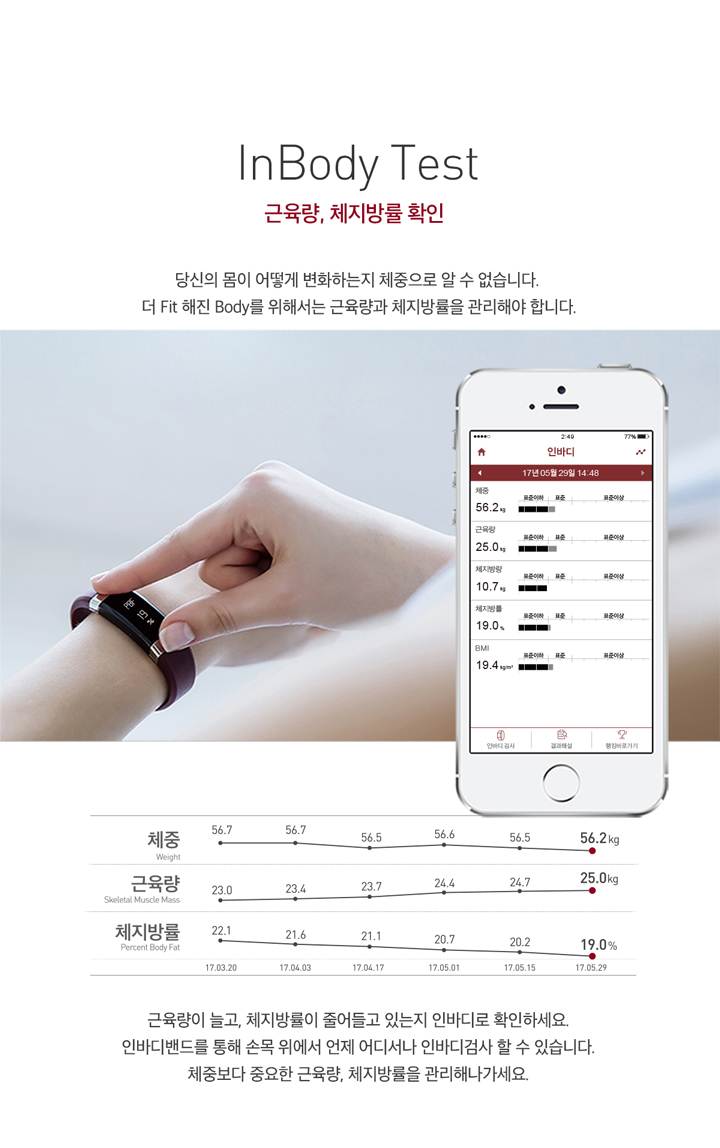 InBody Test
근육량, 체지방률 확인
당신의 몸이 어떻게 변화하는지 체중으로 알 수 없습니다.
더 Fit 해진 Body를 위해서는 근육량과 체지방률을 관리해야 합니다.
2:49 77%
인바디
17년 05월 29일 14:48
체중
표준이하 표준 표준이상
56.2 kg
근육량
표준이하 표준 표준이상
25.0 kg
체지방량
표준이하 표준 표준이상
10.7 kg
체지방률
표준이하 표준 표준이상
19.0 %
BMI
표준이하 표준 표준이상
19.4 kg/m²
인바디 검사 결과해설 랭킹바로가기
체중 56.7 56.7 56.5 56.6 56.5 56.2 kg
Weight
근육량 23.0 23.4 23.7 24.4 24.7 25.0 kg
Skeletal Muscle Mass
체지방률 22.1 21.6 21.1 20.7 20.2 19.0 %
Percent Body Fat
17.03.20 17.04.03 17.04.17 17.05.01 17.05.15 17.05.29
근육량이 늘고, 체지방률이 줄어들고 있는지 인바디로 확인하세요.
인바디밴드를 통해 손목 위에서 언제 어디서나 인바디검사 할 수 있습니다.
체중보다 중요한 근육량, 체지방률을 관리해나가세요.